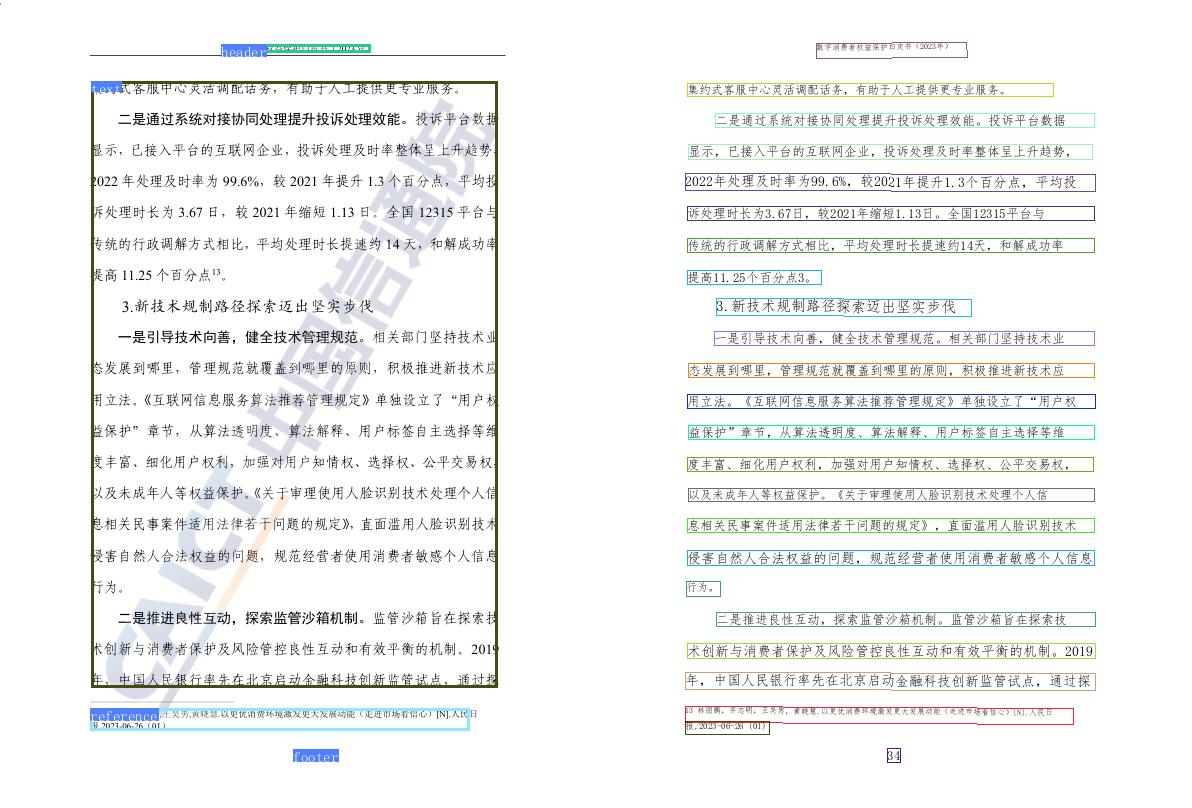 header
text式客服中心灵活调配话务，有助于人工提供更专业服务。
二是通过系统对接协同处理提升投诉处理效能。投诉平台数据
显示，已接入平台的互联网企业，投诉处理及时率整体呈上升趋势，
2022 年处理及时率为 99.6%，较 2021 年提升 1.3 个百分点，平均投
诉处理时长为 3.67 日，较 2021 年缩短 1.13 日。全国 12315 平台与
传统的行政调解方式相比，平均处理时长提速约 14 天，和解成功率
提高 11.25 个百分点13。
3.新技术规制路径探索迈出坚实步伐
一是引导技术向善，健全技术管理规范。相关部门坚持技术业
态发展到哪里，管理规范就覆盖到哪里的原则，积极推进新技术应
用立法。《互联网信息服务算法推荐管理规定》单独设立了“用户权
益保护”章节，从算法透明度、算法解释、用户标签自主选择等维
度丰富、细化用户权利，加强对用户知情权、选择权、公平交易权，
以及未成年人等权益保护。《关于审理使用人脸识别技术处理个人信
息相关民事案件适用法律若干问题的规定》，直面滥用人脸识别技术
侵害自然人合法权益的问题，规范经营者使用消费者敏感个人信息
行为。
二是推进良性互动，探索监管沙箱机制。监管沙箱旨在探索技
术创新与消费者保护及风险管控良性互动和有效平衡的机制。2019
年，中国人民银行率先在北京启动金融科技创新监管试点，通过探
CAICT 中国信通院
reference 王昊男,黄晓慧.以更优消费环境激发更大发展动能（走进市场看信心）[N].人民日
报,2023-06-26（01）
footer
数字消费者权益保护白皮书（2023年）
集约式客服中心灵活调配话务，有助于人工提供更专业服务。
二是通过系统对接协同处理提升投诉处理效能。投诉平台数据
显示，已接入平台的互联网企业，投诉处理及时率整体呈上升趋势，
2022年处理及时率为99.6%，较2021年提升1.3个百分点，平均投
诉处理时长为3.67日，较2021年缩短1.13日。全国12315平台与
传统的行政调解方式相比，平均处理时长提速约14天，和解成功率
提高11.25个百分点3。
3.新技术规制路径探索迈出坚实步伐
一是引导技术向善，健全技术管理规范。相关部门坚持技术业
态发展到哪里，管理规范就覆盖到哪里的原则，积极推进新技术应
用立法。《互联网信息服务算法推荐管理规定》单独设立了“用户权
益保护”章节，从算法透明度、算法解释、用户标签自主选择等维
度丰富、细化用户权利，加强对用户知情权、选择权、公平交易权，
以及未成年人等权益保护。《关于审理使用人脸识别技术处理个人信
息相关民事案件适用法律若干问题的规定》，直面滥用人脸识别技术
侵害自然人合法权益的问题，规范经营者使用消费者敏感个人信息
行为。
二是推进良性互动，探索监管沙箱机制。监管沙箱旨在探索技
术创新与消费者保护及风险管控良性互动和有效平衡的机制。2019
年，中国人民银行率先在北京启动金融科技创新监管试点，通过探
13 林丽鹂，齐志明，王昊男，黄晓慧.以更优消费环境激发更大发展动能（走进市场看信心）[N].人民日
报,2023-06-26（01）
34